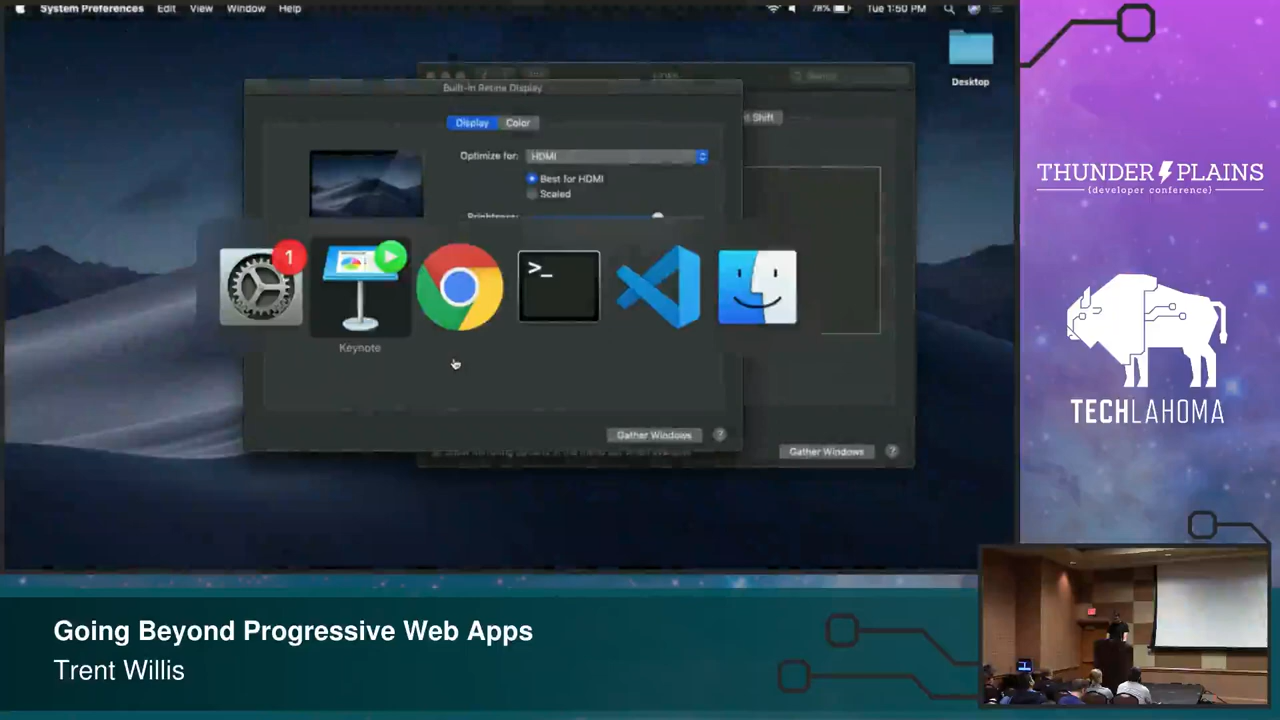 System Preferences Edit View Window Help
78% Tue 1:50 PM
Desktop
Built-in Retina Display
Display Color
Optimize for: HDMI
Best for HDMI
Scaled
Brightness:
Shift
1
>_
Keynote
Gather Windows ?
Gather Windows ?
THUNDER PLAINS
{developer conference}
TECHLAHOMA
Going Beyond Progressive Web Apps
Trent Willis